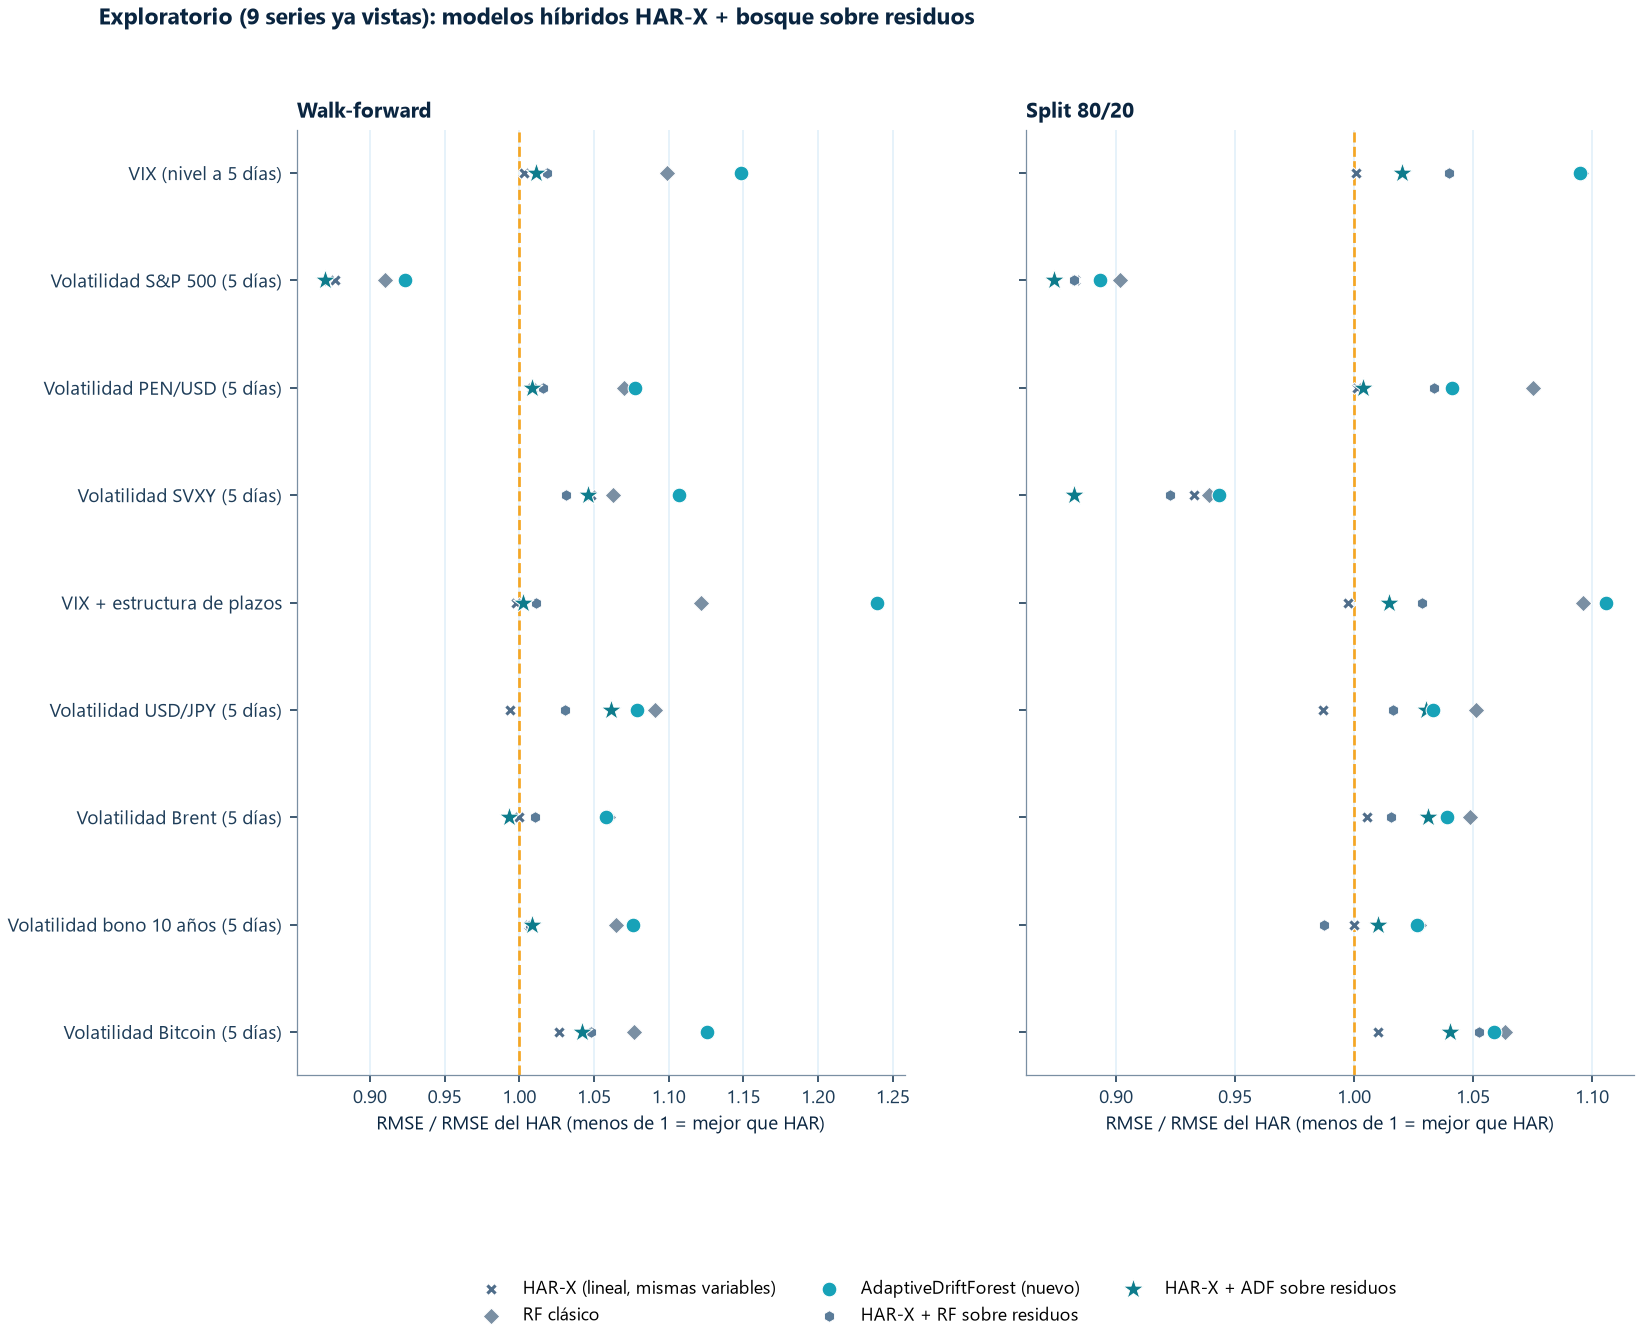 Exploratorio (9 series ya vistas): modelos híbridos HAR-X + bosque sobre residuos
Walk-forward
Split 80/20
VIX (nivel a 5 días)
Volatilidad S&P 500 (5 días)
Volatilidad PEN/USD (5 días)
Volatilidad SVXY (5 días)
VIX + estructura de plazos
Volatilidad USD/JPY (5 días)
Volatilidad Brent (5 días)
Volatilidad bono 10 años (5 días)
Volatilidad Bitcoin (5 días)
0.90 0.95 1.00 1.05 1.10 1.15 1.20 1.25
RMSE / RMSE del HAR (menos de 1 = mejor que HAR)
0.90 0.95 1.00 1.05 1.10
RMSE / RMSE del HAR (menos de 1 = mejor que HAR)
HAR-X (lineal, mismas variables)
RF clásico
AdaptiveDriftForest (nuevo)
HAR-X + RF sobre residuos
HAR-X + ADF sobre residuos